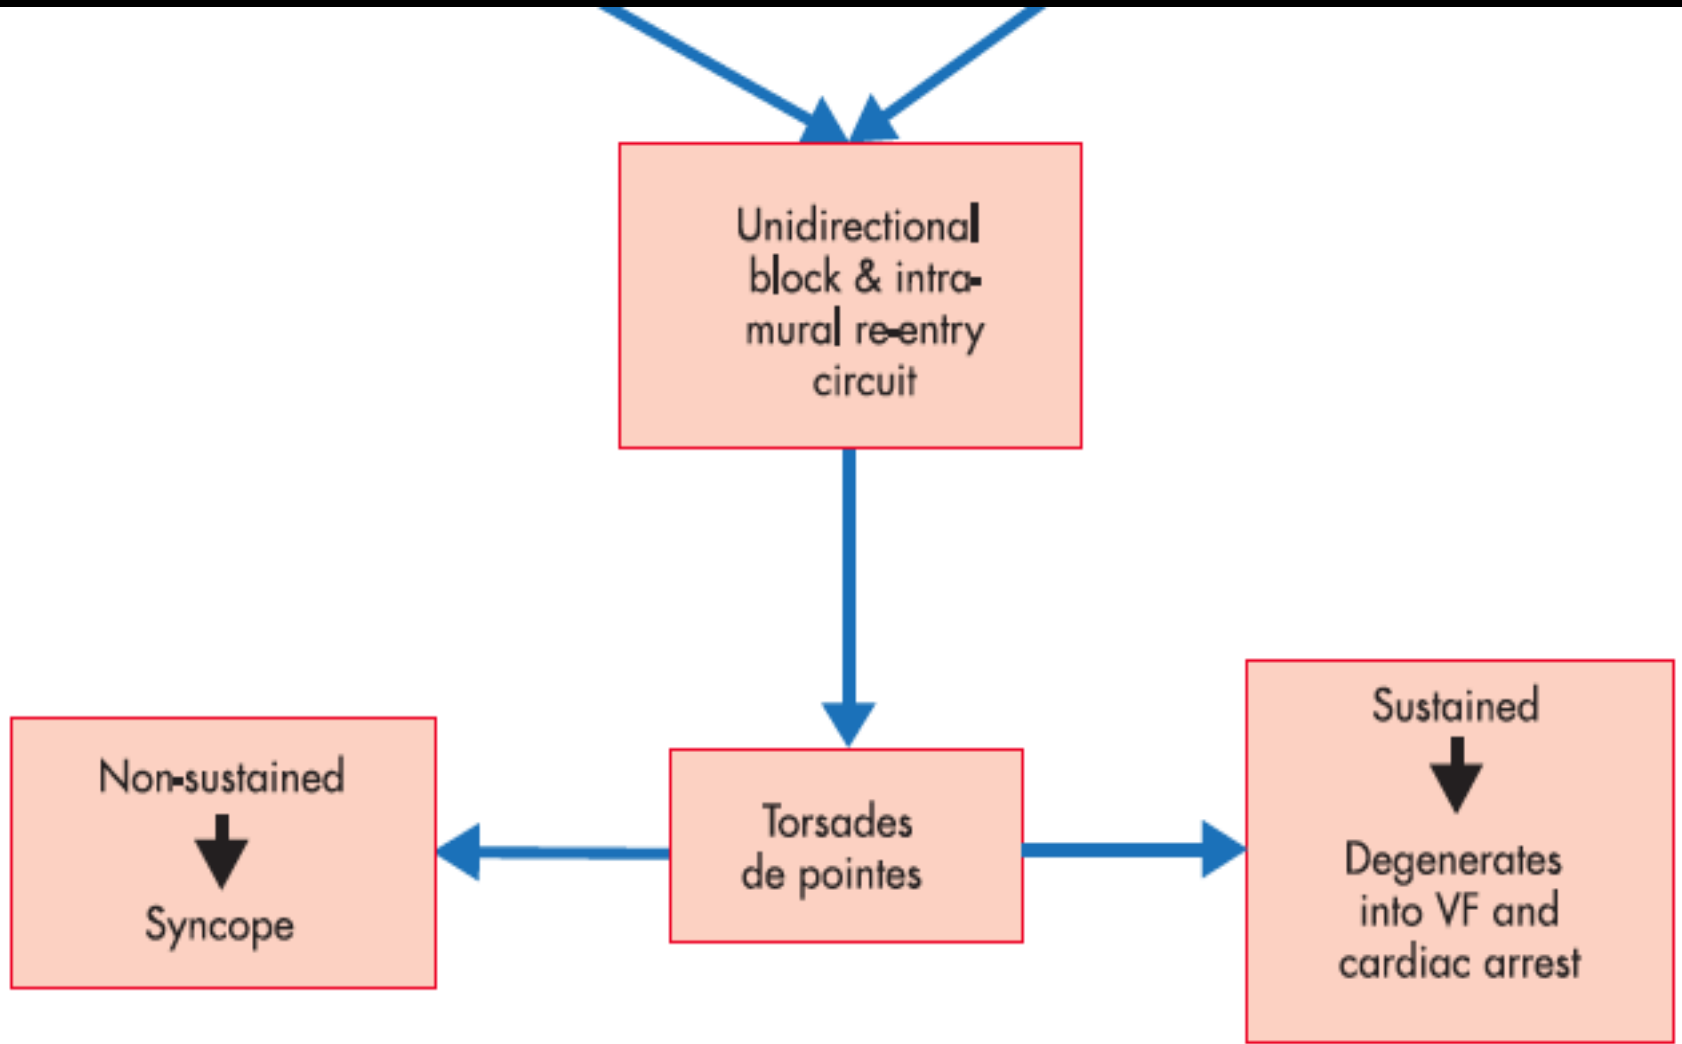 Unidirectional
block & intra-
mural re-entry
circuit
Non-sustained
Syncope
Torsades
de pointes
Sustained
Degenerates
into VF and
cardiac arrest